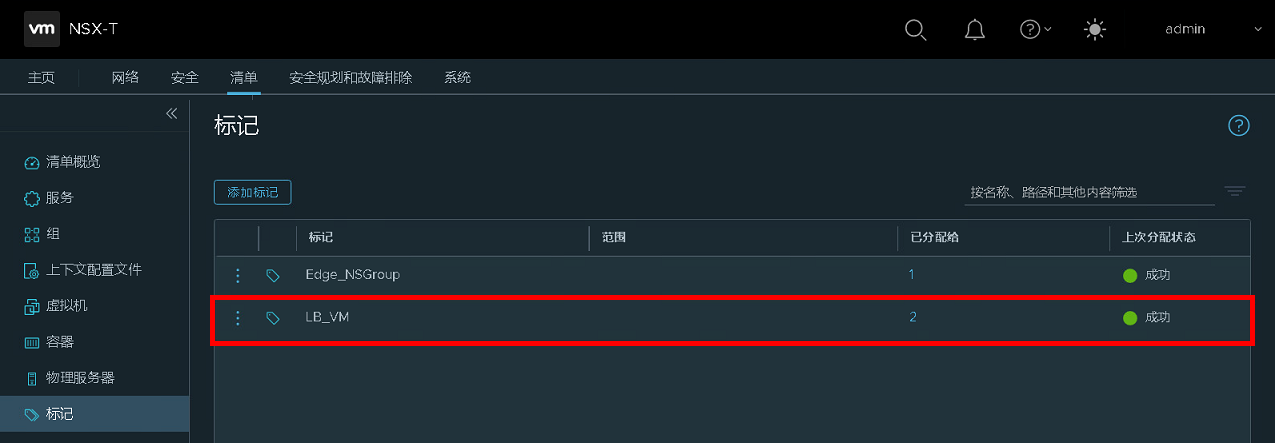 vm NSX-T admin
主页 网络 安全 清单 安全规划和故障排除 系统
标记
清单概览
服务
组
上下文配置文件
虚拟机
容器
物理服务器
标记
添加标记 按名称、路径和其他内容筛选
标记 范围 已分配给 上次分配状态
Edge_NSGroup 1 成功
LB_VM 2 成功